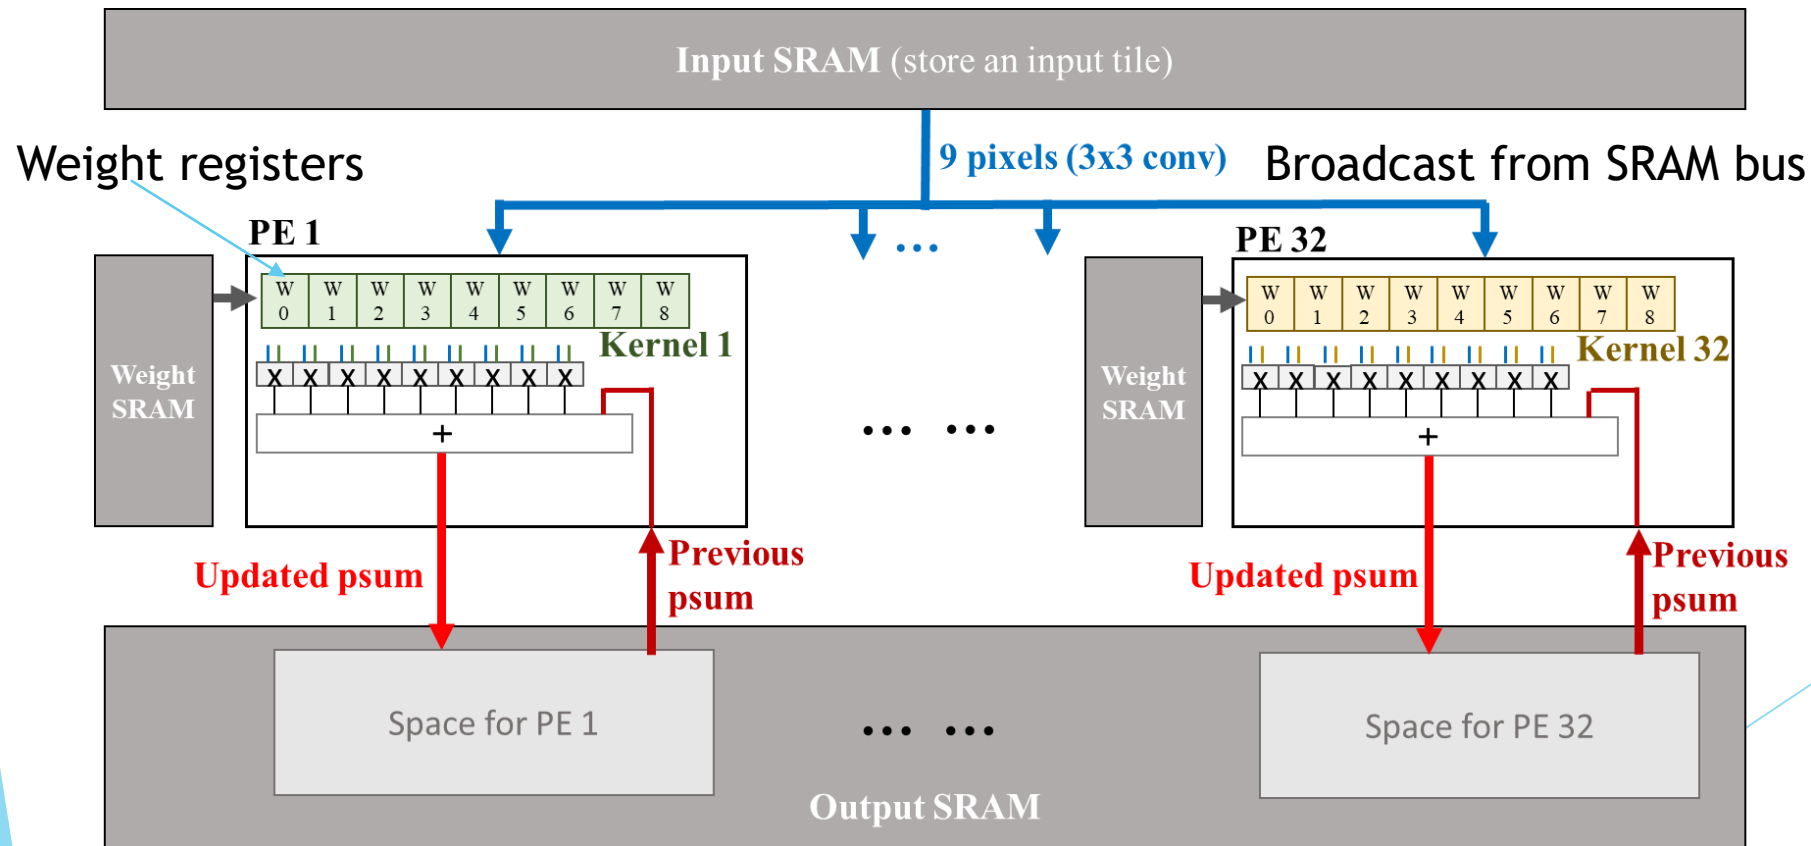 Input SRAM (store an input tile)
Weight registers
9 pixels (3x3 conv)
Broadcast from SRAM bus
PE 1
...
PE 32
W W W W W W W W W
0 1 2 3 4 5 6 7 8
Kernel 1
W W W W W W W W W
0 1 2 3 4 5 6 7 8
Kernel 32
Weight
SRAM
X X X X X X X X X
+
... ...
Weight
SRAM
X X X X X X X X X
+
Updated psum
Previous
psum
Updated psum
Previous
psum
Space for PE 1
... ...
Space for PE 32
Output SRAM